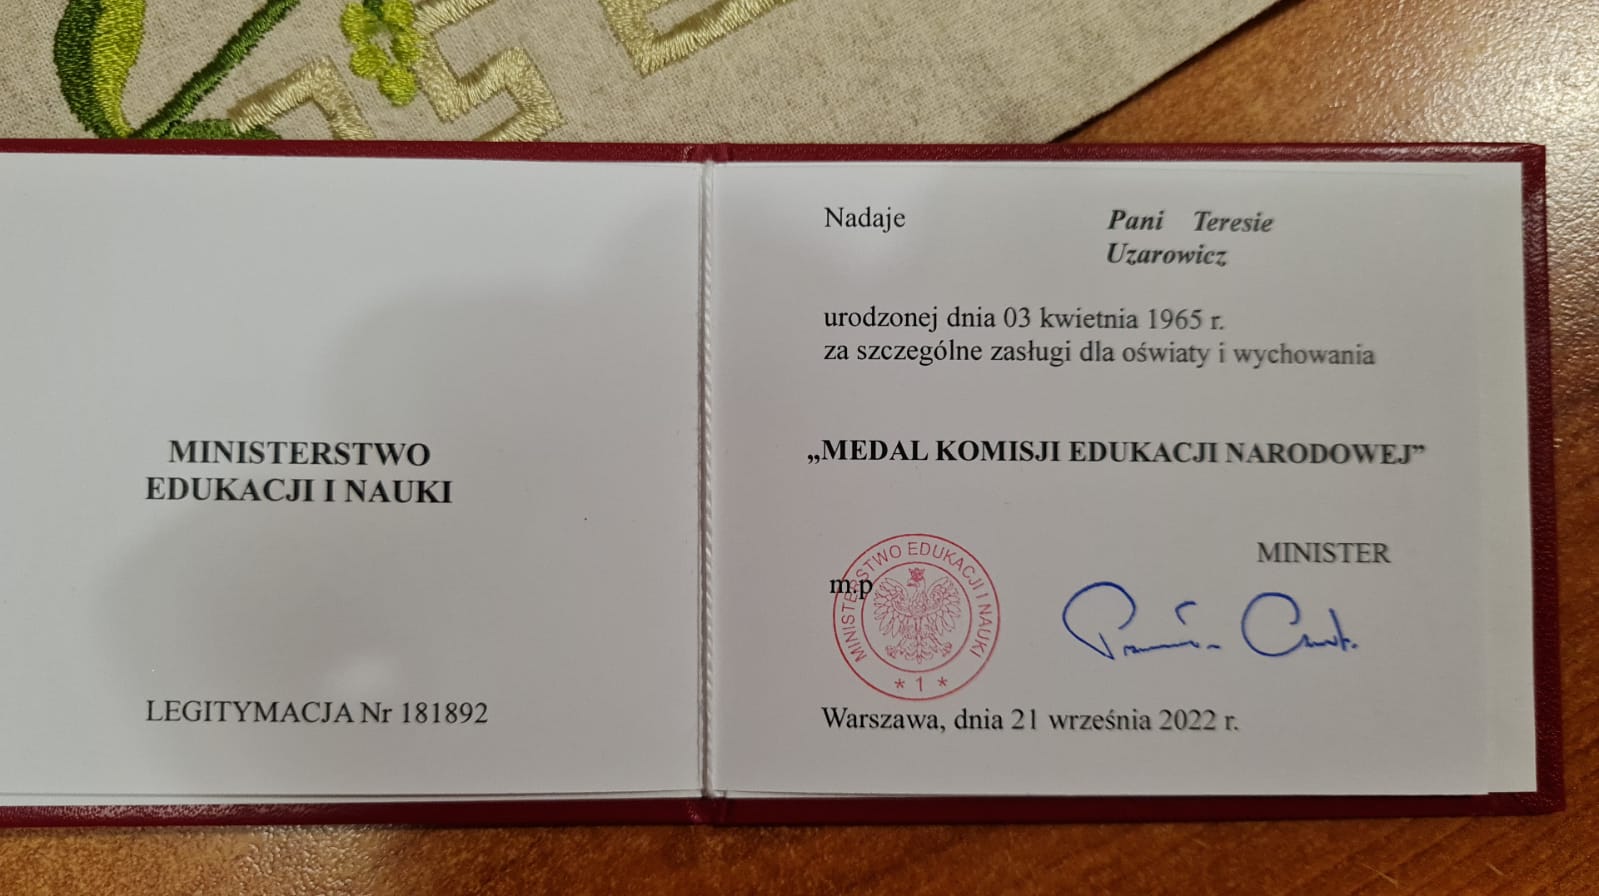 MINISTERSTWO
EDUKACJI I NAUKI
LEGITYMACJA Nr 181892
Nadaje Pani Teresie
Uzarowicz
urodzonej dnia 03 kwietnia 1965 r.
za szczególne zasługi dla oświaty i wychowania
„MEDAL KOMISJI EDUKACJI NARODOWEJ”
MINISTER
m.p
MINISTERSTWO EDUKACJI I NAUKI
* 1 *
Warszawa, dnia 21 września 2022 r.